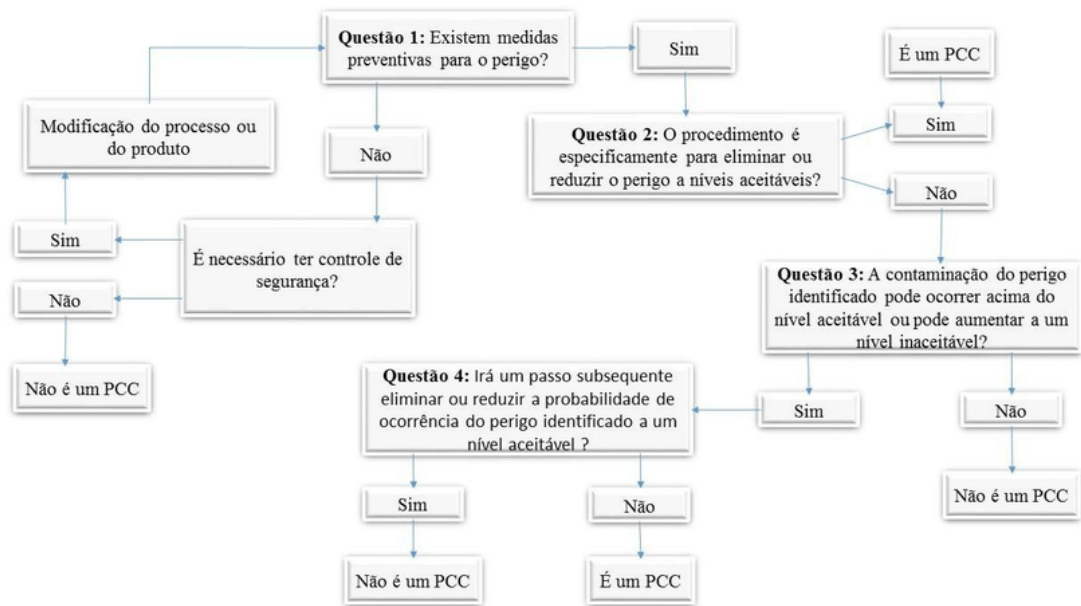 Questão 1: Existem medidas
preventivas para o perigo?
Sim
É um PCC
Modificação do processo ou
do produto
Não
Questão 2: O procedimento é
especificamente para eliminar ou
reduzir o perigo a níveis aceitáveis?
Sim
Não
Sim
É necessário ter controle de
segurança?
Não
Não é um PCC
Questão 3: A contaminação do perigo
identificado pode ocorrer acima do
nível aceitável ou pode aumentar a um
nível inaceitável?
Questão 4: Irá um passo subsequente
eliminar ou reduzir a probabilidade de
ocorrência do perigo identificado a um
nível aceitável ?
Sim
Não
Não é um PCC
Sim
Não
Não é um PCC
É um PCC